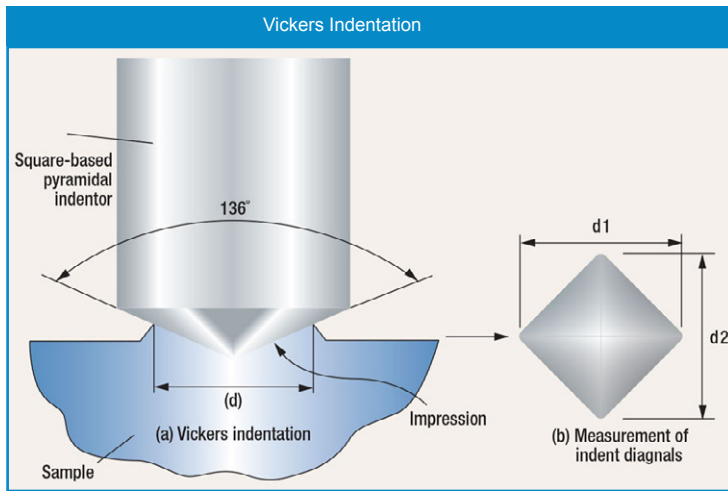 Vickers Indentation
Square-based
pyramidal
indentor
136°
d1
d2
(d)
Impression
(a) Vickers indentation
Sample
(b) Measurement of
indent diagnals